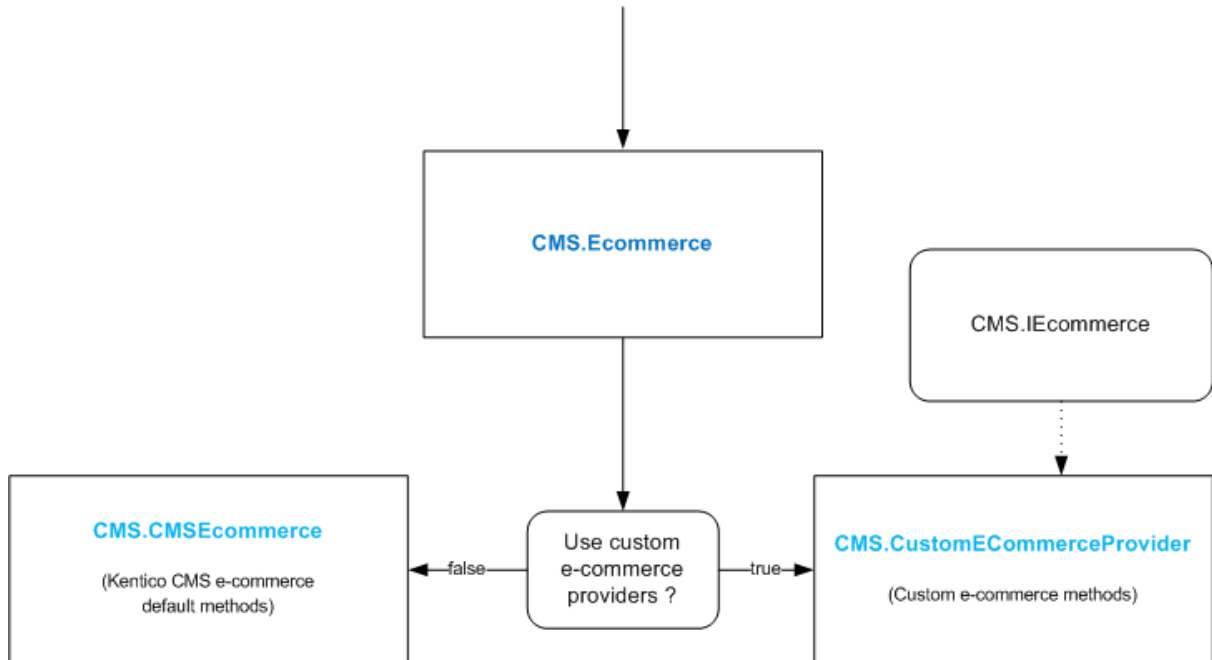 CMS.Ecommerce
CMS.IEcommerce
CMS.CMSEcommerce
(Kentico CMS e-commerce
default methods)
false
Use custom
e-commerce
providers ?
true
CMS.CustomECommerceProvider
(Custom e-commerce methods)